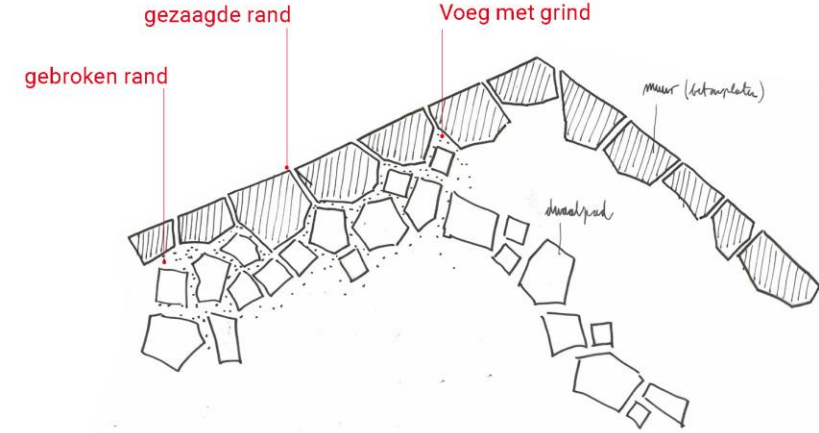 gezaagde rand
Voeg met grind
gebroken rand
muur (betonplaten)
dwaalpad